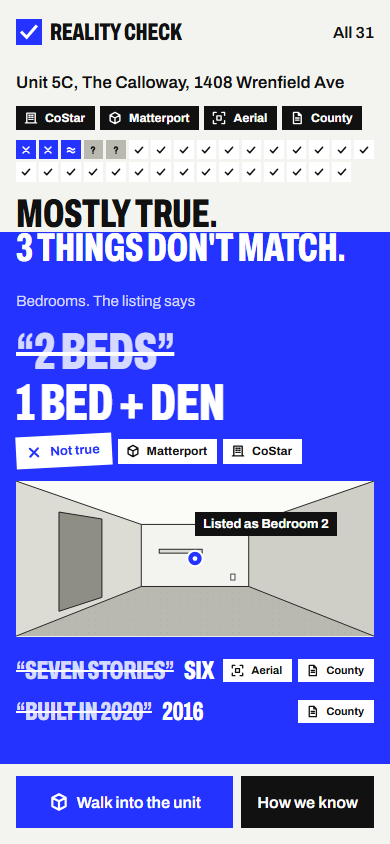 REALITY CHECK All 31
Unit 5C, The Calloway, 1408 Wrenfield Ave
CoStar Matterport Aerial County
? ?
MOSTLY TRUE.
3 THINGS DON'T MATCH.
Bedrooms. The listing says
“2 BEDS”
1 BED + DEN
Not true Matterport CoStar
Listed as Bedroom 2
“SEVEN STORIES” SIX Aerial County
“BUILT IN 2020” 2016 County
Walk into the unit How we know